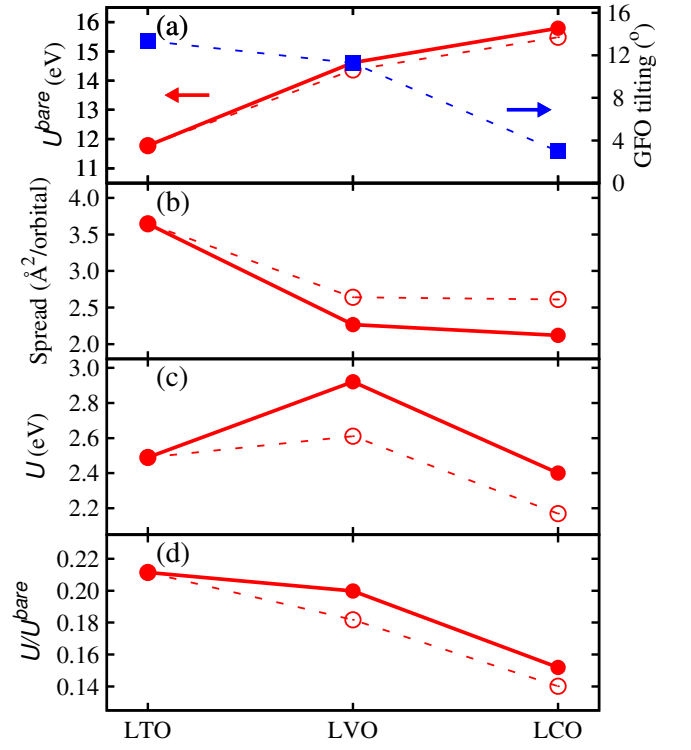 (a)
16
15
14
13
12
11
U^bare (eV)
16
12
8
4
0
GFO tilting (°)
(b)
4.0
3.5
3.0
2.5
2.0
Spread (Å²/orbital)
(c)
3.0
2.8
2.6
2.4
2.2
U (eV)
(d)
0.22
0.20
0.18
0.16
0.14
U/U^bare
LTO LVO LCO